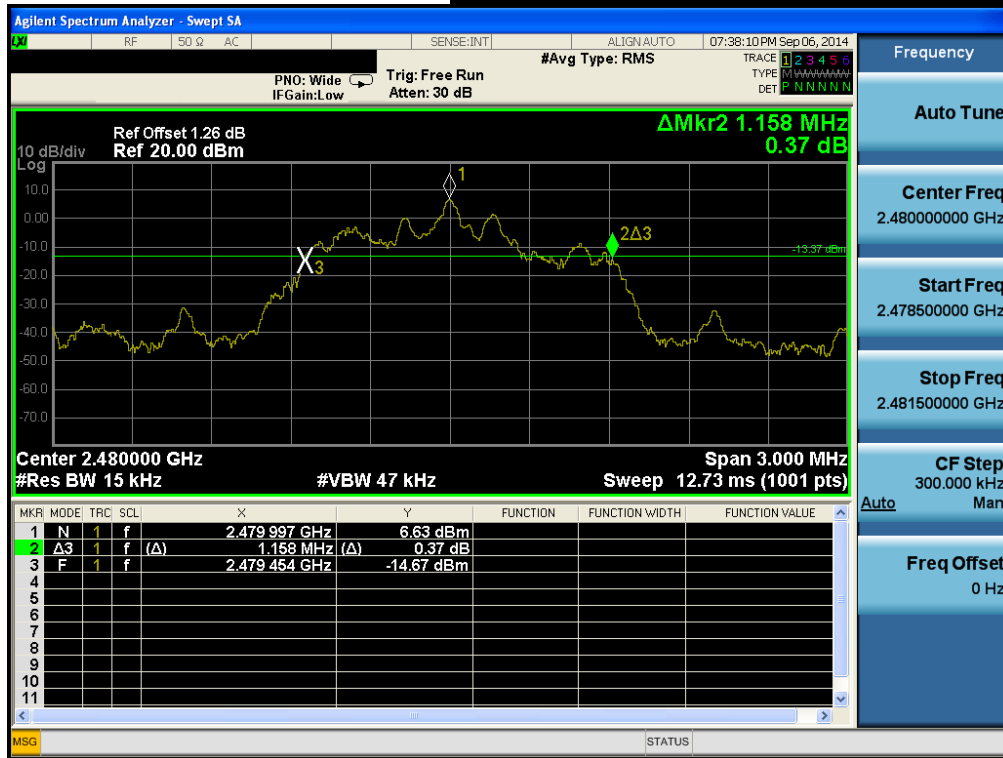 Agilent Spectrum Analyzer - Swept SA
LXI RF 50 Ω AC SENSE:INT ALIGN AUTO 07:38:10 PM Sep 06, 2014
#Avg Type: RMS
TRACE 1 2 3 4 5 6
TYPE M
DET P N N N N N
PNO: Wide
IFGain:Low
Trig: Free Run
Atten: 30 dB
Ref Offset 1.26 dB
Ref 20.00 dBm
10 dB/div
Log
ΔMkr2 1.158 MHz
0.37 dB
10.0
0.00
-10.0
-20.0
-30.0
-40.0
-50.0
-60.0
-70.0
1
2Δ3
3
-13.37 dBm
Center 2.480000 GHz
Span 3.000 MHz
#Res BW 15 kHz
#VBW 47 kHz
Sweep 12.73 ms (1001 pts)
MKR MODE TRC SCL X Y FUNCTION FUNCTION WIDTH FUNCTION VALUE
1 N 1 f 2.479 997 GHz 6.63 dBm
2 Δ3 1 f (Δ) 1.158 MHz (Δ) 0.37 dB
3 F 1 f 2.479 454 GHz -14.67 dBm
4
5
6
7
8
9
10
11
MSG
STATUS
Frequency
Auto Tune
Center Freq
2.480000000 GHz
Start Freq
2.478500000 GHz
Stop Freq
2.481500000 GHz
CF Step
300.000 kHz
Auto Man
Freq Offset
0 Hz